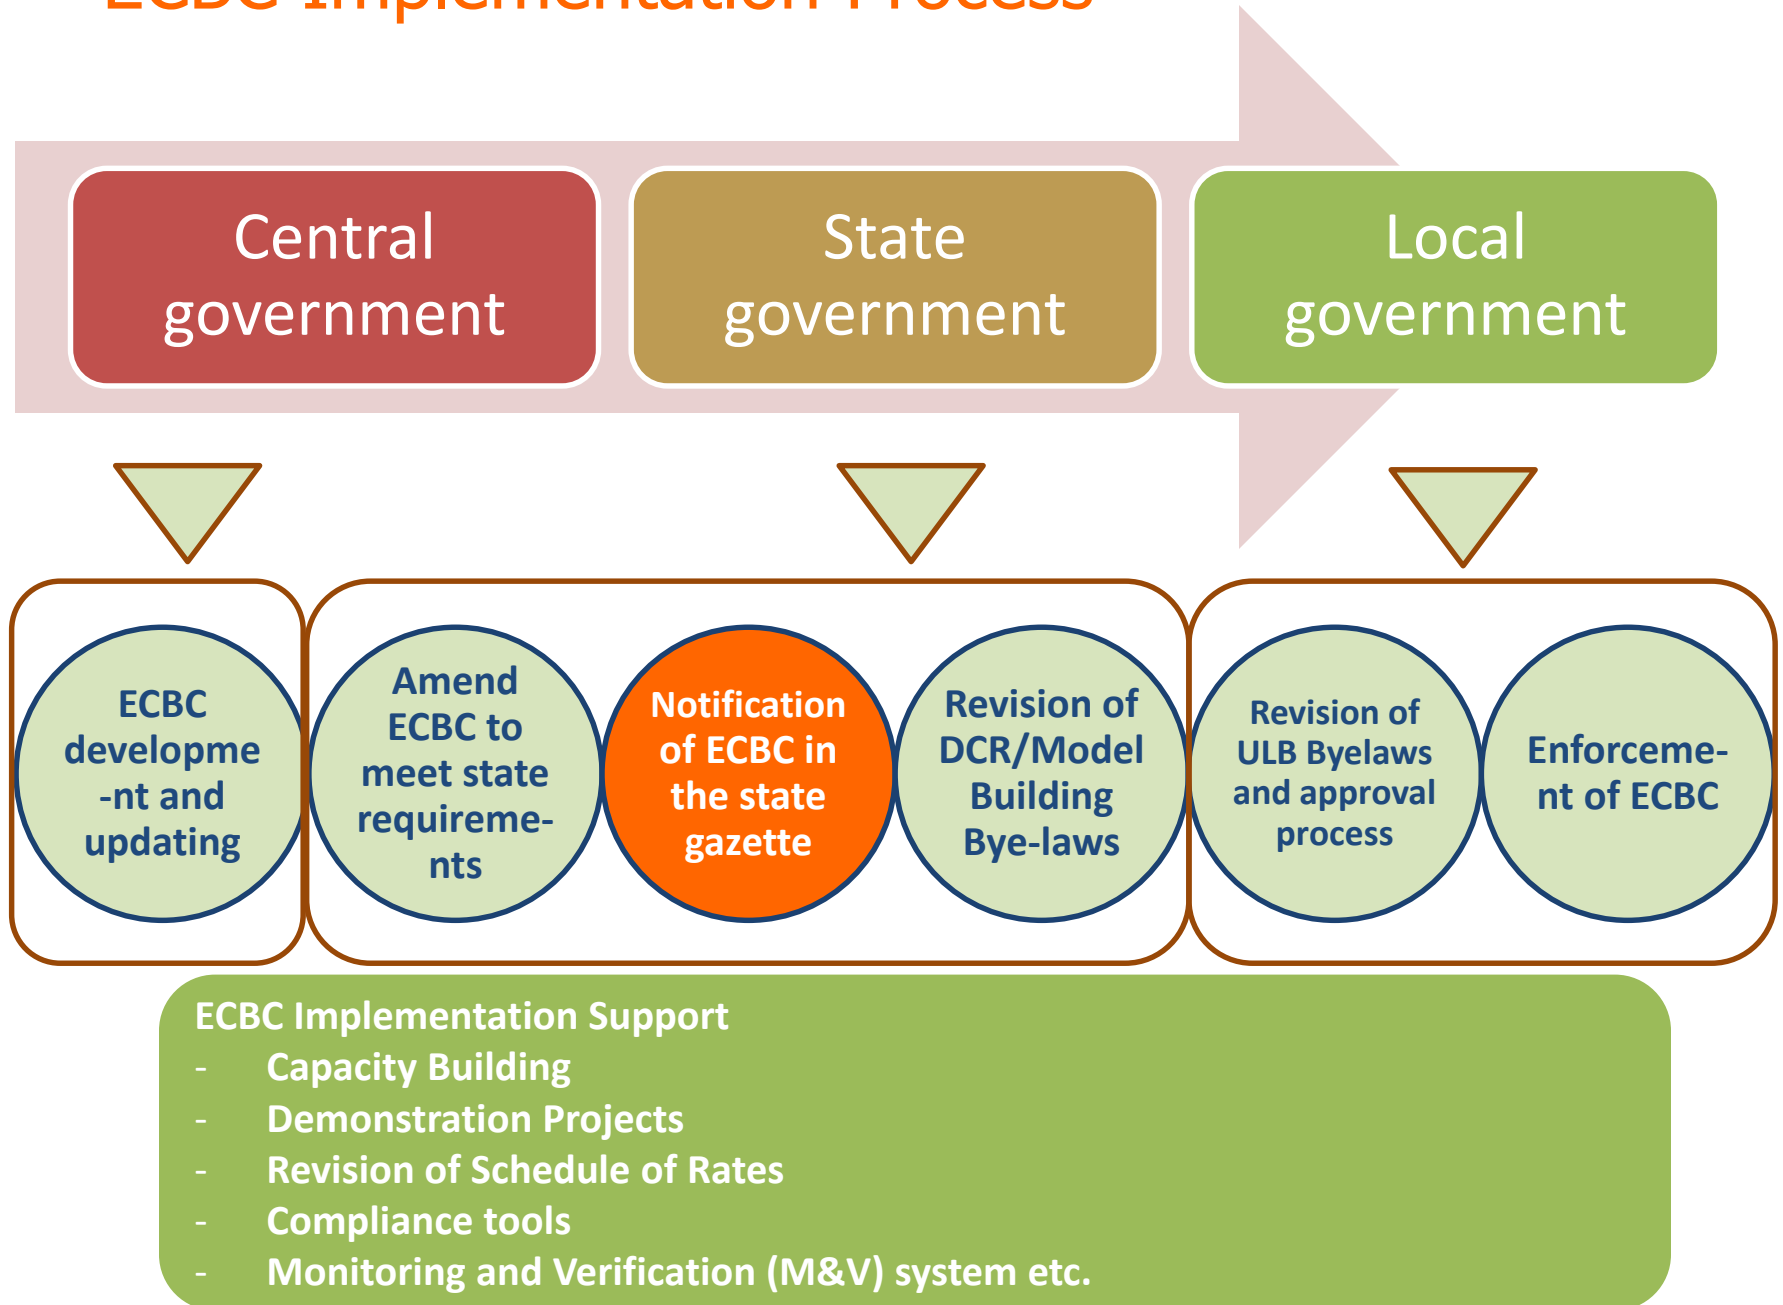 ECBC Implementation Process
Central
government
State
government
Local
government
ECBC
developme
-nt and
updating
Amend
ECBC to
meet state
requireme-
nts
Notification
of ECBC in
the state
gazette
Revision of
DCR/Model
Building
Bye-laws
Revision of
ULB Byelaws
and approval
process
Enforceme-
nt of ECBC
ECBC Implementation Support
- Capacity Building
- Demonstration Projects
- Revision of Schedule of Rates
- Compliance tools
- Monitoring and Verification (M&V) system etc.